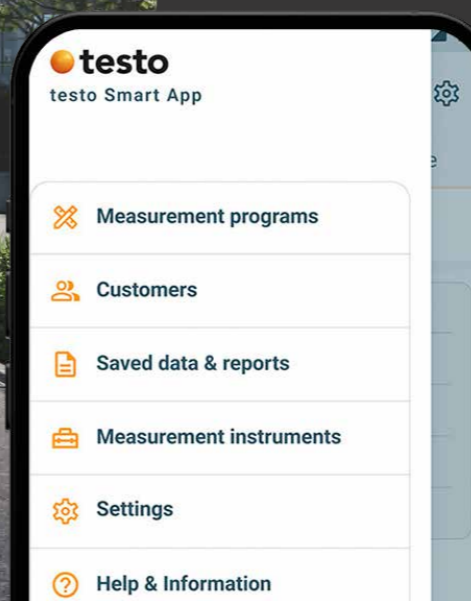 testo
testo Smart App
Measurement programs
Customers
Saved data & reports
Measurement instruments
Settings
Help & Information